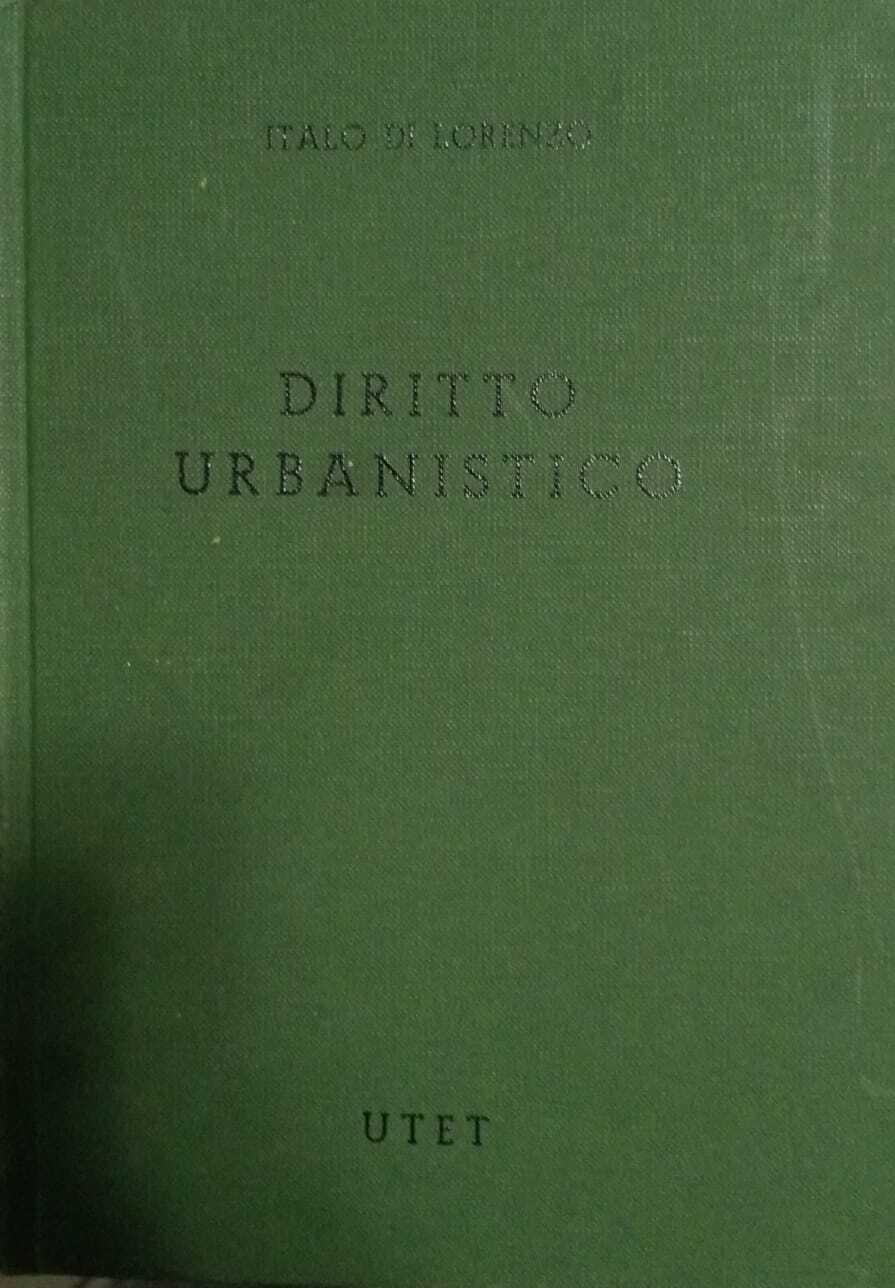 ITALO DI LORENZO
DIRITTO
URBANISTICO
UTET